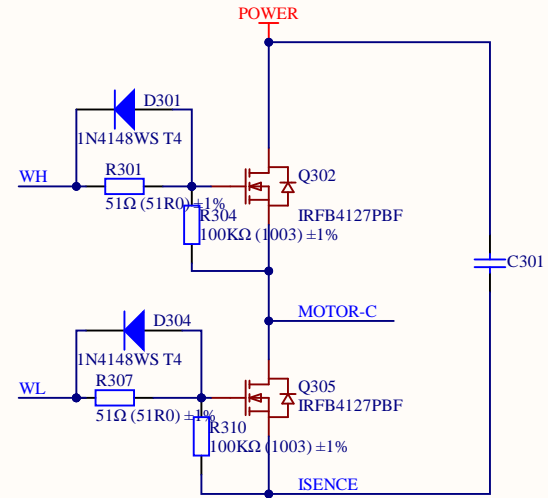 POWER
D301
1N4148WS T4
R301
WH
51Ω (51R0) ±1%
Q302
R304
IRFB4127PBF
100KΩ (1003) ±1%
C301
MOTOR-C
D304
1N4148WS T4
R307
Q305
WL
IRFB4127PBF
51Ω (51R0) ±1%
R310
100KΩ (1003) ±1%
ISENCE